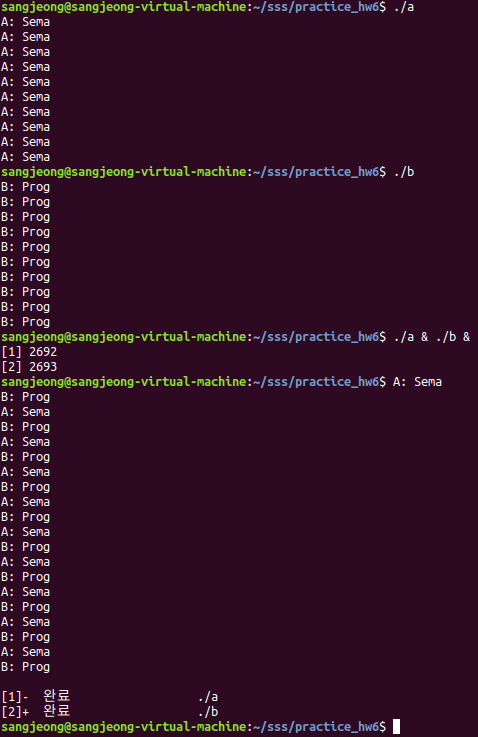 sangjeong@sangjeong-virtual-machine:~/sss/practice_hw6$ ./a
A: Sema
A: Sema
A: Sema
A: Sema
A: Sema
A: Sema
A: Sema
A: Sema
A: Sema
A: Sema
sangjeong@sangjeong-virtual-machine:~/sss/practice_hw6$ ./b
B: Prog
B: Prog
B: Prog
B: Prog
B: Prog
B: Prog
B: Prog
B: Prog
B: Prog
B: Prog
sangjeong@sangjeong-virtual-machine:~/sss/practice_hw6$ ./a & ./b &
[1] 2692
[2] 2693
sangjeong@sangjeong-virtual-machine:~/sss/practice_hw6$ A: Sema
B: Prog
A: Sema
B: Prog
A: Sema
B: Prog
A: Sema
B: Prog
A: Sema
B: Prog
A: Sema
B: Prog
A: Sema
B: Prog
A: Sema
B: Prog
A: Sema
B: Prog
A: Sema
B: Prog
[1]-  완료                  ./a
[2]+  완료                  ./b
sangjeong@sangjeong-virtual-machine:~/sss/practice_hw6$